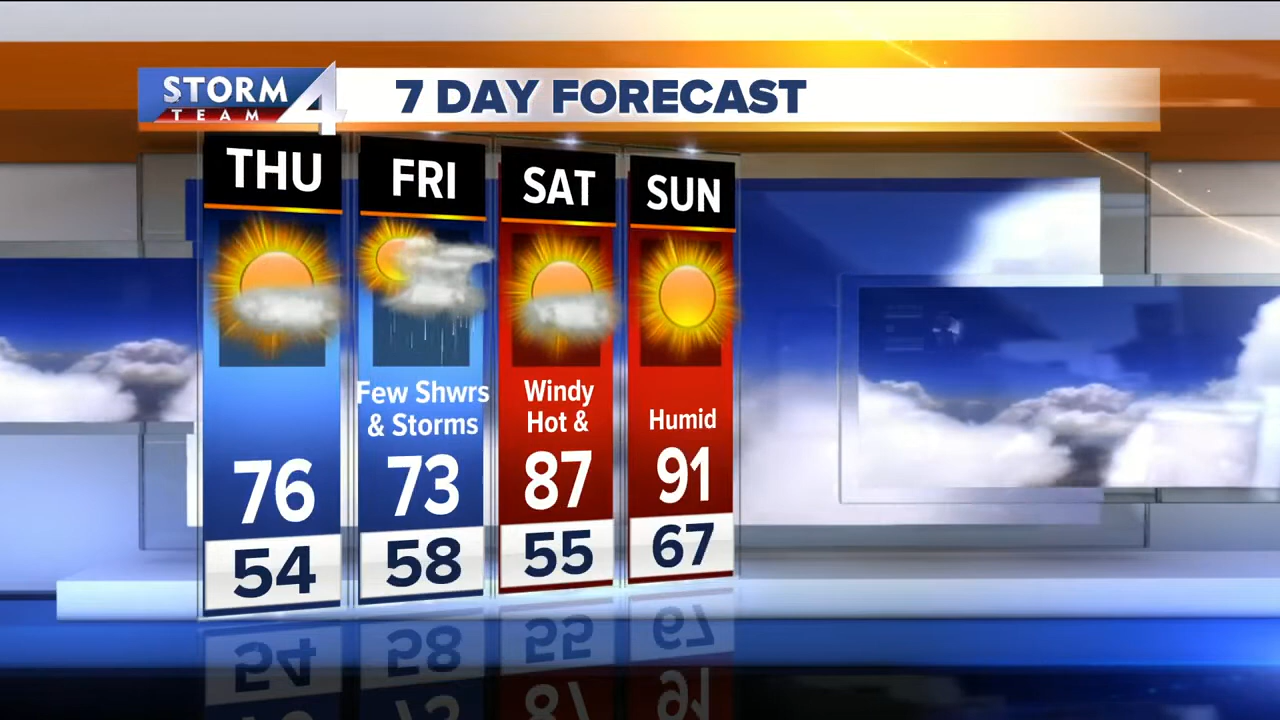 STORM
TEAM 4
7 DAY FORECAST
THU
FRI
SAT
SUN
Few Shwrs
& Storms
Windy
Hot &
Humid
76
73
87
91
54
58
55
67